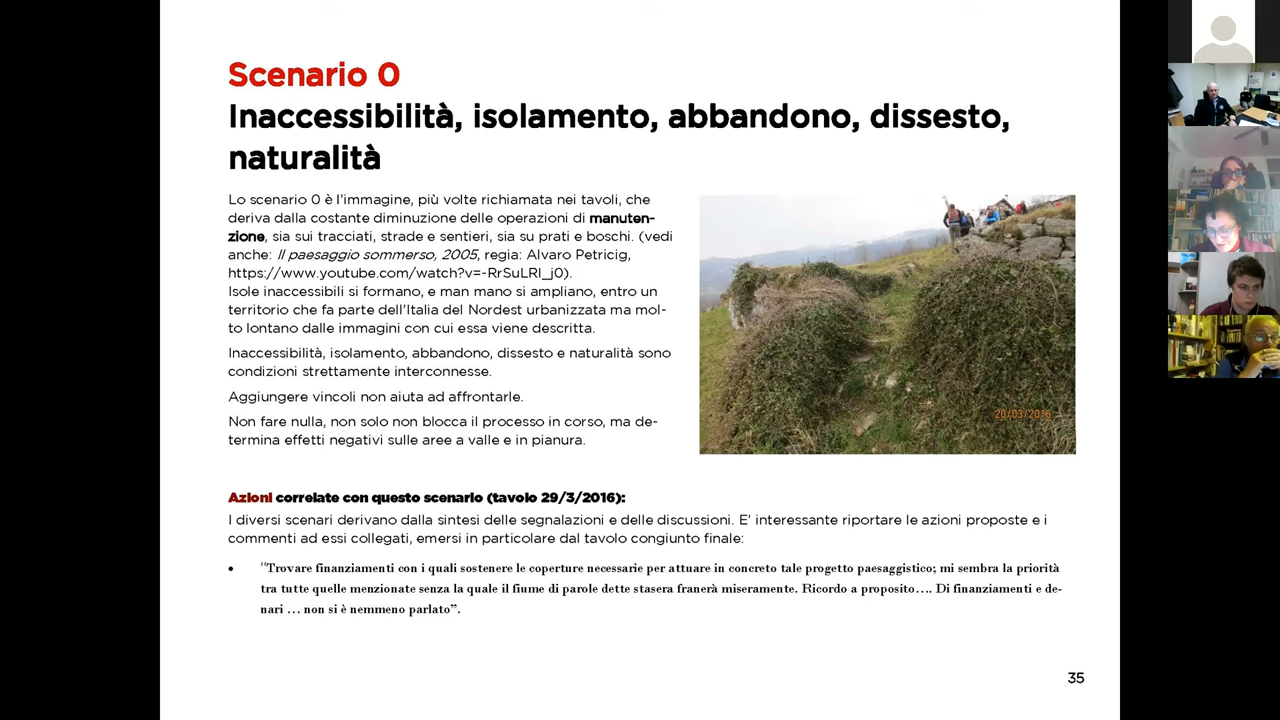 Scenario 0
Inaccessibilità, isolamento, abbandono, dissesto,
naturalità
Lo scenario 0 è l'immagine, più volte richiamata nei tavoli, che
deriva dalla costante diminuzione delle operazioni di manuten-
zione, sia sui tracciati, strade e sentieri, sia su prati e boschi. (vedi
anche: Il paesaggio sommerso, 2005, regia: Alvaro Petricig,
https://www.youtube.com/watch?v=-RrSuLRl_j0).
Isole inaccessibili si formano, e man mano si ampliano, entro un
territorio che fa parte dell'Italia del Nordest urbanizzata ma mol-
to lontano dalle immagini con cui essa viene descritta.
Inaccessibilità, isolamento, abbandono, dissesto e naturalità sono
condizioni strettamente interconnesse.
Aggiungere vincoli non aiuta ad affrontarle.
Non fare nulla, non solo non blocca il processo in corso, ma de-
termina effetti negativi sulle aree a valle e in pianura.
20/03/2016
Azioni correlate con questo scenario (tavolo 29/3/2016):
I diversi scenari derivano dalla sintesi delle segnalazioni e delle discussioni. E' interessante riportare le azioni proposte e i
commenti ad essi collegati, emersi in particolare dal tavolo congiunto finale:
• "Trovare finanziamenti con i quali sostenere le coperture necessarie per attuare in concreto tale progetto paesaggistico; mi sembra la priorità
tra tutte quelle menzionate senza la quale il fiume di parole dette stasera franerà miseramente. Ricordo a proposito…. Di finanziamenti e de-
nari … non si è nemmeno parlato".
35